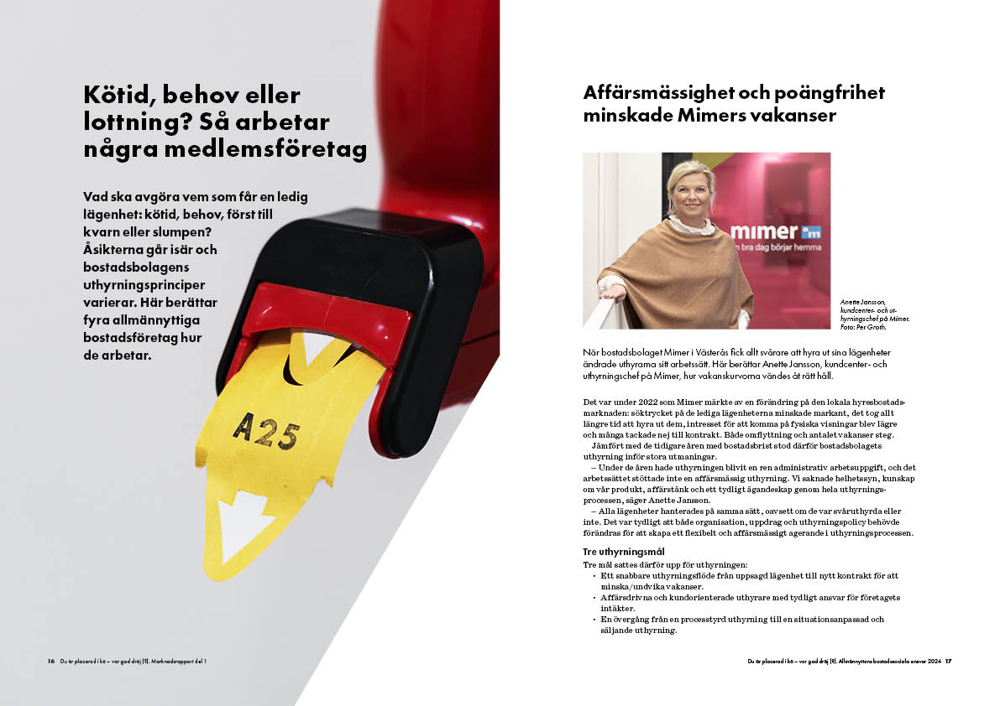 Kötid, behov eller
lottning? Så arbetar
några medlemsföretag
Vad ska avgöra vem som får en ledig
lägenhet: kötid, behov, först till
kvarn eller slumpen?
Åsikterna går isär och
bostadsbolagens
uthyrningsprinciper
varierar. Här berättar
fyra allmännyttiga
bostadsföretag hur
de arbetar.
A25
16 Du är placerad i kö – var god dröj (?). Marknadsrapport del 1
Affärsmässighet och poängfrihet
minskade Mimers vakanser
mimer m
n bra dag börjar hemma
Anette Jansson,
kundcenter- och ut-
hyrningschef på Mimer.
Foto: Per Groth.
När bostadsbolaget Mimer i Västerås fick allt svårare att hyra ut sina lägenheter
ändrade uthyrarna sitt arbetssätt. Här berättar Anette Jansson, kundcenter- och
uthyrningschef på Mimer, hur vakanskurvorna vändes åt rätt håll.
Det var under 2022 som Mimer märkte av en förändring på den lokala hyresbostads-
marknaden: söktrycket på de lediga lägenheterna minskade markant, det tog allt
längre tid att hyra ut dem, intresset för att komma på fysiska visningar blev lägre
och många tackade nej till kontrakt. Både omflyttning och antalet vakanser steg.
Jämfört med de tidigare åren med bostadsbrist stod därför bostadsbolagets
uthyrning inför stora utmaningar.
– Under de åren hade uthyrningen blivit en ren administrativ arbetsuppgift, och det
arbetssättet stöttade inte en affärsmässig uthyrning. Vi saknade helhetssyn, kunskap
om vår produkt, affärstänk och ett tydligt ägandeskap genom hela uthyrnings-
processen, säger Anette Jansson.
– Alla lägenheter hanterades på samma sätt, oavsett om de var svåruthyrda eller
inte. Det var tydligt att både organisation, uppdrag och uthyrningspolicy behövde
förändras för att skapa ett flexibelt och affärsmässigt agerande i uthyrningsprocessen.
Tre uthyrningsmål
Tre mål sattes därför upp för uthyrningen:
• Ett snabbare uthyrningsflöde från uppsagd lägenhet till nytt kontrakt för att
minska/undvika vakanser.
• Affärsdrivna och kundorienterade uthyrare med tydligt ansvar för företagets
intäkter.
• En övergång från en processtyrd uthyrning till en situationsanpassad och
säljande uthyrning.
Du är placerad i kö – var god dröj (?). Allmännyttans bostadssociala ansvar 2024 17